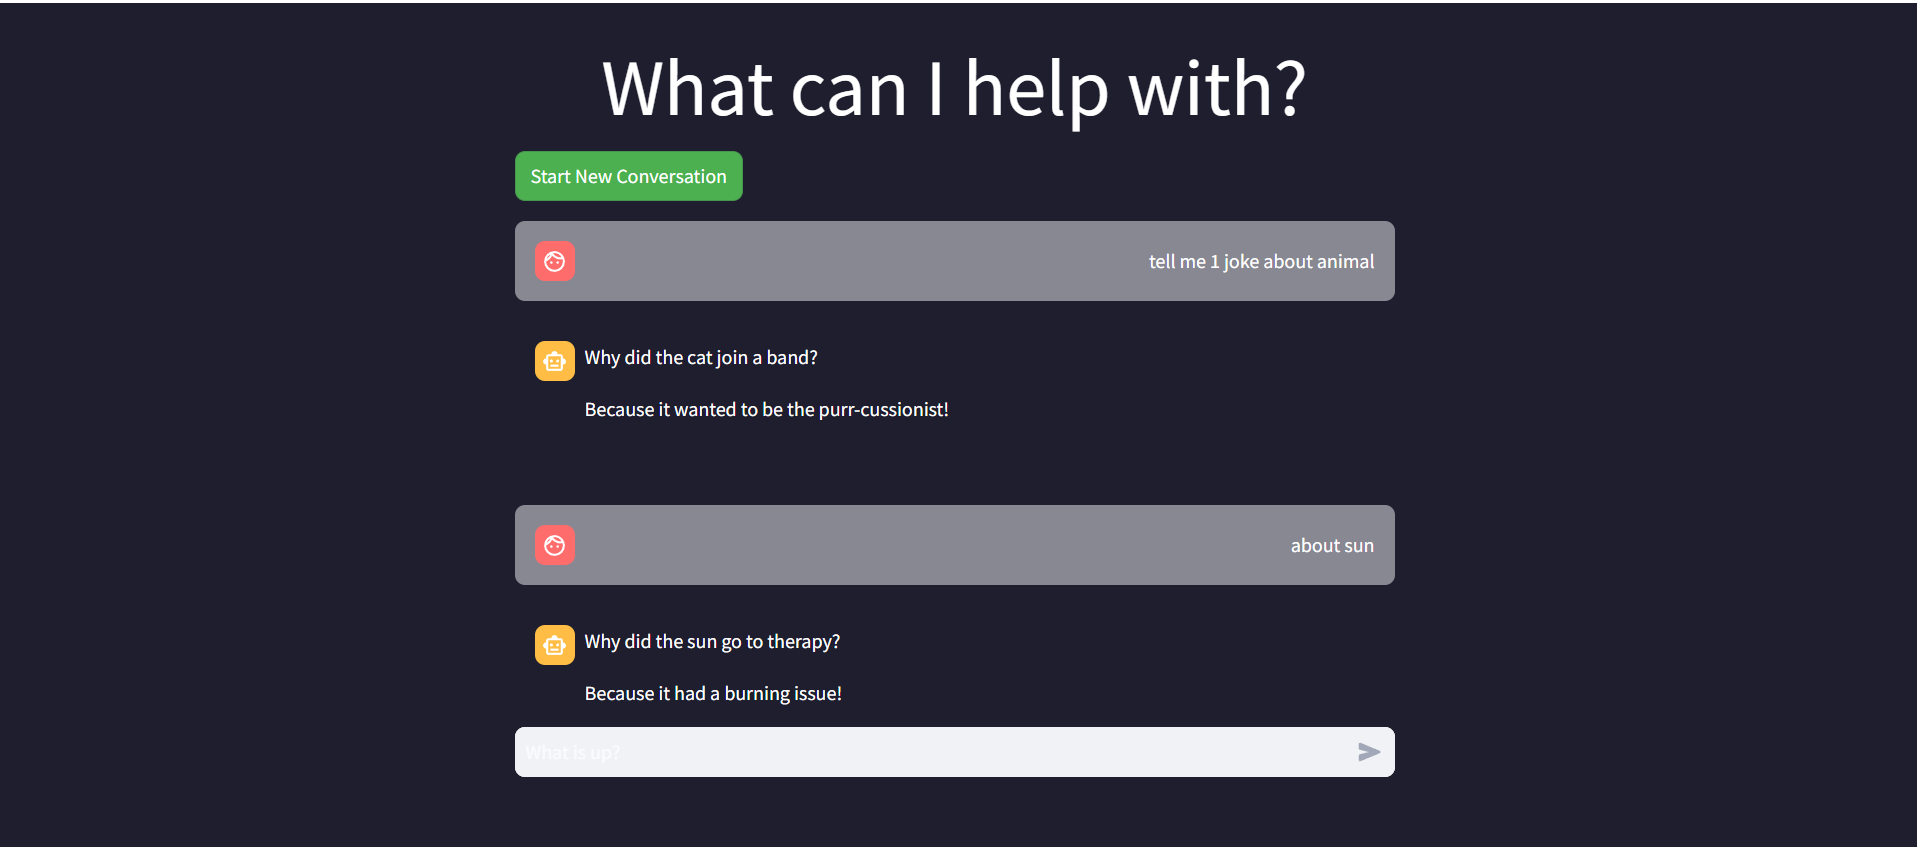 What can I help with?
Start New Conversation
tell me 1 joke about animal
Why did the cat join a band?
Because it wanted to be the purr-cussionist!
about sun
Why did the sun go to therapy?
Because it had a burning issue!
What is up?